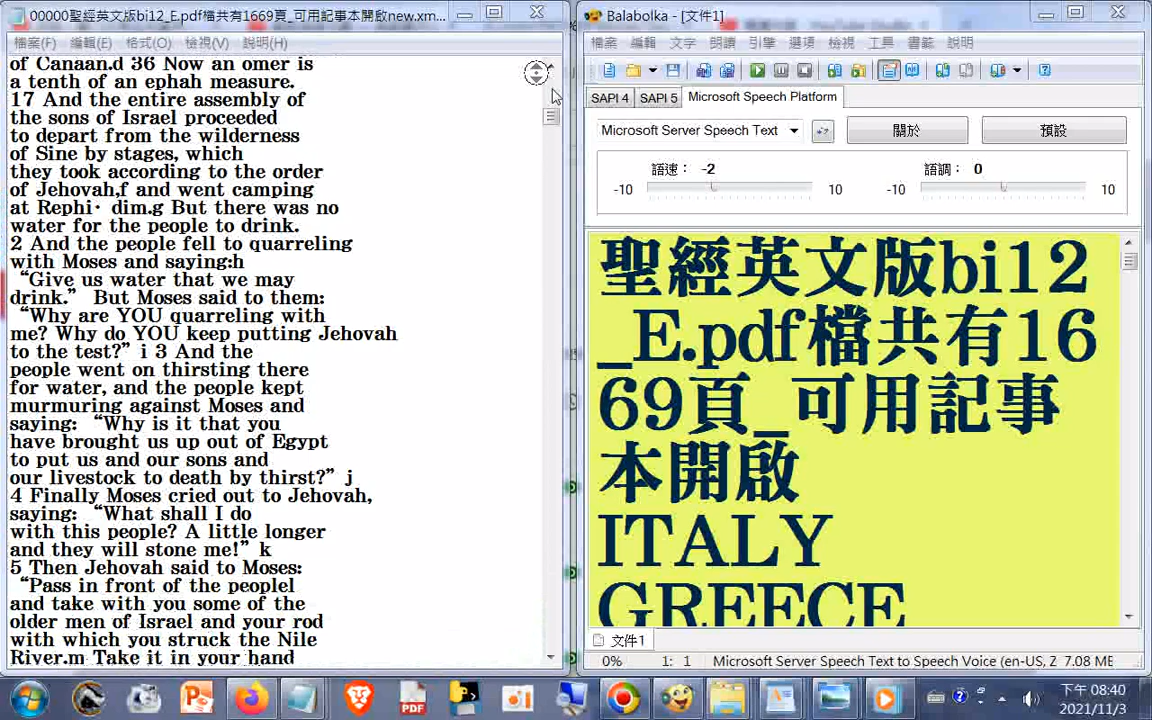 00000聖經英文版bi12_E.pdf檔共有1669頁_可用記事本開啟new.xm...
檔案(F) 編輯(E) 格式(O) 檢視(V) 說明(H)
of Canaan.d 36 Now an omer is
a tenth of an ephah measure.
17 And the entire assembly of
the sons of Israel proceeded
to depart from the wilderness
of Sine by stages, which
they took according to the order
of Jehovah,f and went camping
at Rephi· dim.g But there was no
water for the people to drink.
2 And the people fell to quarreling
with Moses and saying:h
“Give us water that we may
drink.” But Moses said to them:
“Why are YOU quarreling with
me? Why do YOU keep putting Jehovah
to the test?” i 3 And the
people went on thirsting there
for water, and the people kept
murmuring against Moses and
saying: “Why is it that you
have brought us up out of Egypt
to put us and our sons and
our livestock to death by thirst?” j
4 Finally Moses cried out to Jehovah,
saying: “What shall I do
with this people? A little longer
and they will stone me!” k
5 Then Jehovah said to Moses:
“Pass in front of the peoplel
and take with you some of the
older men of Israel and your rod
with which you struck the Nile
River.m Take it in your hand
Balabolka - [文件1]
檔案 編輯 文字 朗讀 引擎 選項 檢視 工具 書籤 說明
SAPI 4 SAPI 5 Microsoft Speech Platform
Microsoft Server Speech Text 關於 預設
語速: -2 語調: 0
-10 10 -10 10
聖經英文版bi12
_E.pdf檔共有16
69頁_可用記事
本開啟
ITALY
GREECE
文件1
0% 1: 1 Microsoft Server Speech Text to Speech Voice (en-US, Z 7.08 ME
PDF
下午 08:40
2021/11/3